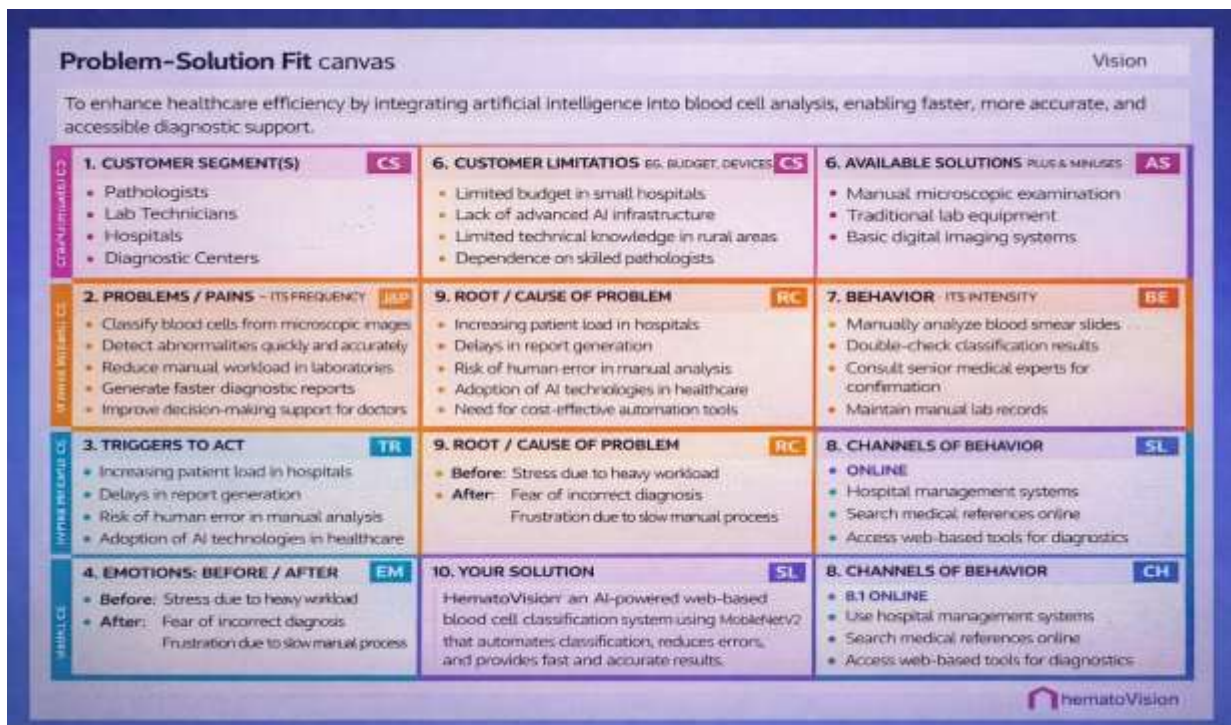 Problem-Solution Fit canvas
Vision
To enhance healthcare efficiency by integrating artificial intelligence into blood cell analysis, enabling faster, more accurate, and
accessible diagnostic support.
1. CUSTOMER SEGMENT(S) CS
• Pathologists
• Lab Technicians
• Hospitals
• Diagnostic Centers
6. CUSTOMER LIMITATIOS EG. BUDGET, DEVICES CS
• Limited budget in small hospitals
• Lack of advanced AI infrastructure
• Limited technical knowledge in rural areas
• Dependence on skilled pathologists
6. AVAILABLE SOLUTIONS PLUS & MINUSES AS
• Manual microscopic examination
• Traditional lab equipment
• Basic digital imaging systems
2. PROBLEMS / PAINS - ITS FREQUENCY
• Classify blood cells from microscopic images
• Detect abnormalities quickly and accurately
• Reduce manual workload in laboratories
• Generate faster diagnostic reports
• Improve decision-making support for doctors
9. ROOT / CAUSE OF PROBLEM RC
• Increasing patient load in hospitals
• Delays in report generation
• Risk of human error in manual analysis
• Adoption of AI technologies in healthcare
• Need for cost-effective automation tools
7. BEHAVIOR ITS INTENSITY BE
• Manually analyze blood smear slides
• Double-check classification results
• Consult senior medical experts for
confirmation
• Maintain manual lab records
3. TRIGGERS TO ACT TR
• Increasing patient load in hospitals
• Delays in report generation
• Risk of human error in manual analysis
• Adoption of AI technologies in healthcare
9. ROOT / CAUSE OF PROBLEM RC
• Before: Stress due to heavy workload
• After: Fear of incorrect diagnosis
Frustration due to slow manual process
8. CHANNELS OF BEHAVIOR SL
• ONLINE
• Hospital management systems
• Search medical references online
• Access web-based tools for diagnostics
4. EMOTIONS: BEFORE / AFTER EM
• Before: Stress due to heavy workload
• After: Fear of incorrect diagnosis
Frustration due to slow manual process
10. YOUR SOLUTION SL
HematoVision' an AI-powered web-based
blood cell classification system using MobileNetV2
that automates classification, reduces errors,
and provides fast and accurate results.
8. CHANNELS OF BEHAVIOR CH
• 8.1 ONLINE
• Use hospital management systems
• Search medical references online
• Access web-based tools for diagnostics
hematoVision